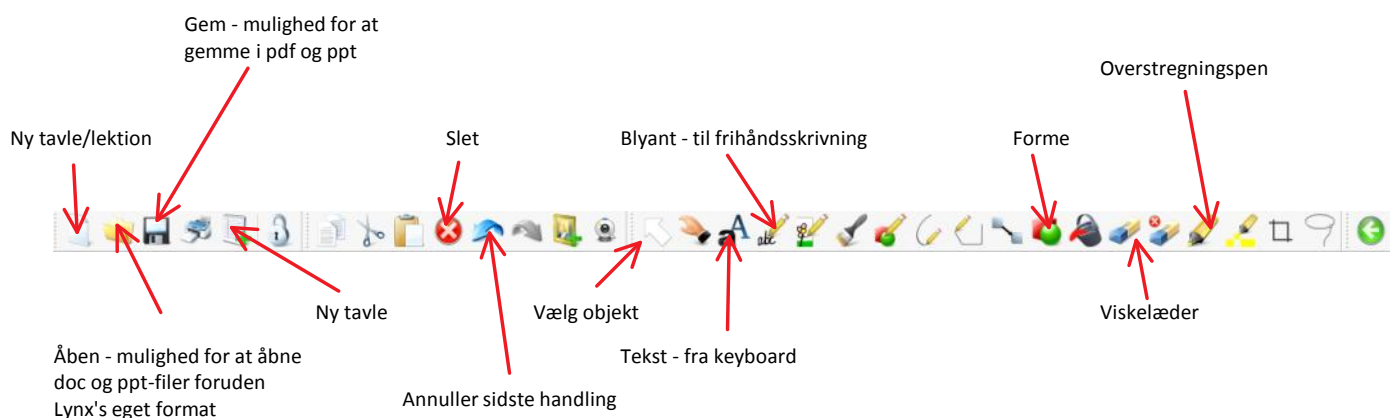 Gem - mulighed for at
gemme i pdf og ppt
Overstregningspen
Ny tavle/lektion
Slet
Blyant - til frihåndsskrivning
Forme
A
a
abc
Ny tavle
Vælg objekt
Viskelæder
Åben - mulighed for at åbne
doc og ppt-filer foruden
Lynx's eget format
Tekst - fra keyboard
Annuller sidste handling